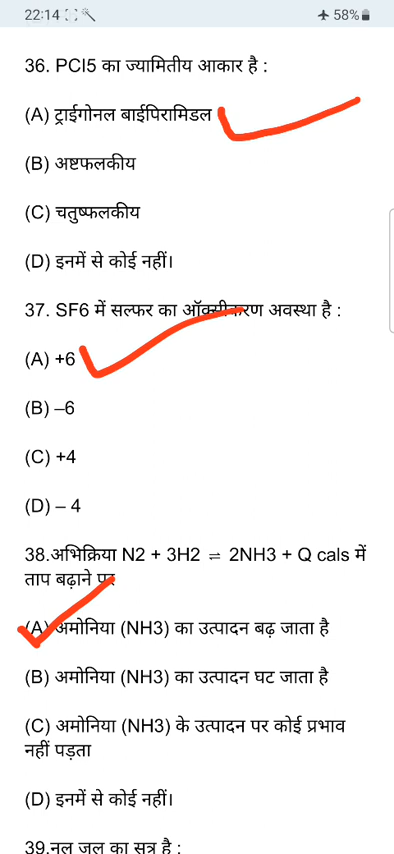 22:14
58%
36. PCl5 का ज्यामितीय आकार है :
(A) ट्राईगोनल बाईपिरामिडल
(B) अष्टफलकीय
(C) चतुष्फलकीय
(D) इनमें से कोई नहीं।
37. SF6 में सल्फर का ऑक्सीकरण अवस्था है :
(A) +6
(B) –6
(C) +4
(D) – 4
38.अभिक्रिया N2 + 3H2 ⇌ 2NH3 + Q cals में
ताप बढ़ाने पर
(A) अमोनिया (NH3) का उत्पादन बढ़ जाता है
(B) अमोनिया (NH3) का उत्पादन घट जाता है
(C) अमोनिया (NH3) के उत्पादन पर कोई प्रभाव
नहीं पड़ता
(D) इनमें से कोई नहीं।
39.नल जल का सूत्र है :